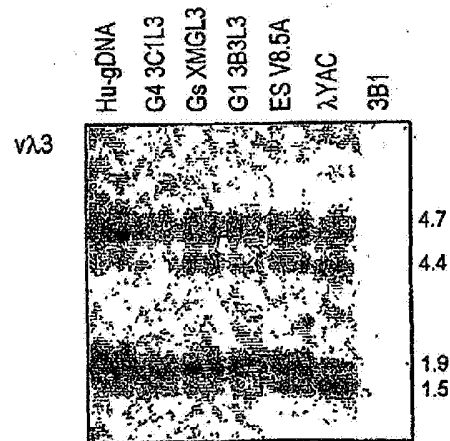 Hu-gDNA
G4 3C1L3
Gs XMGL3
G1 3B3L3
ES V8.5A
λYAC
3B1
vλ3
4.7
4.4
1.9
1.5